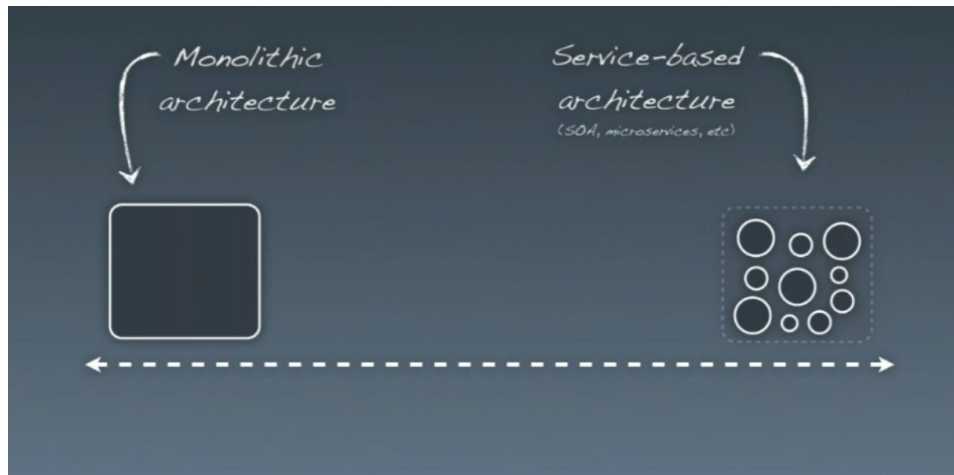 Monolithic
architecture
Service-based
architecture
(SOA, microservices, etc)